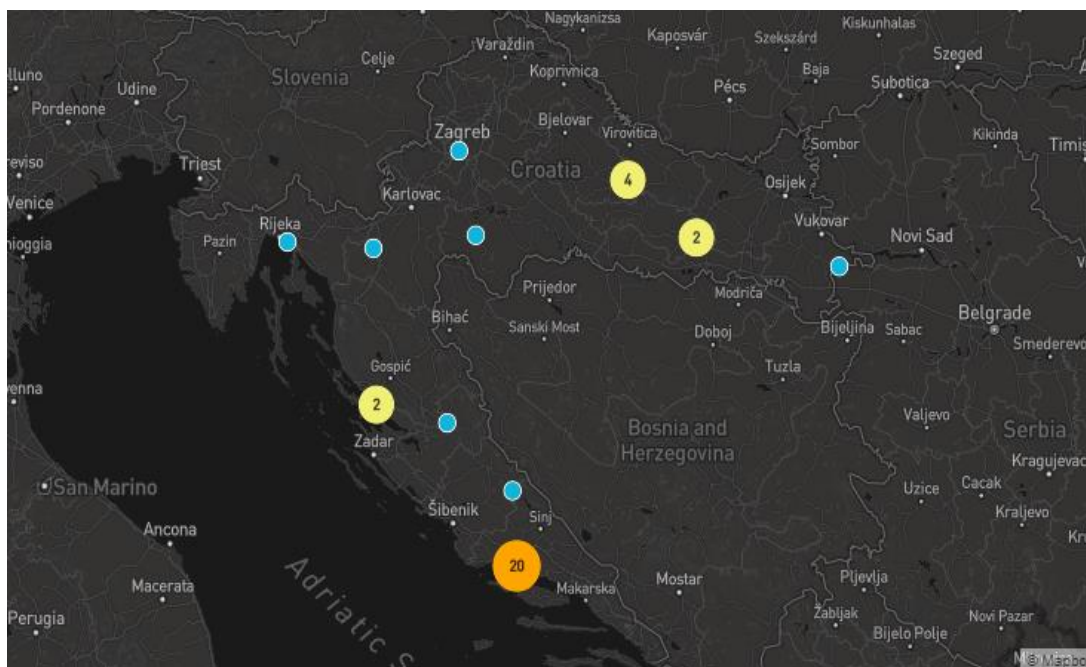 Nagykanizsa
Kaposvár
Szekszárd
Kiskunhalas
Celje
Varaždin
Szeged
Slovenia
Koprivnica
Baja
Subotica
Udine
Pécs
Pordenone
Zagreb
Bjelovar
Virovitica
Kikinda
Triest
Croatia
4
Sombor
Karlovac
Osijek
Venice
Rijeka
Pazin
2
Vukovar
Novi Sad
Prijedor
Modriča
Bihać
Sanski Most
Doboj
Bijeljina
Sabac
Belgrade
Smederevo
Gospić
Tuzla
2
Zadar
Bosnia and
Herzegovina
Valjevo
Serbia
Kragujevac
San Marino
Šibenik
Sinj
Uzice
Cacak
Kraljevo
Ancona
20
Adriatic S
Macerata
Makarska
Mostar
Pljevlja
Perugia
Žabljak
Novi Pazar
Bijelo Polje